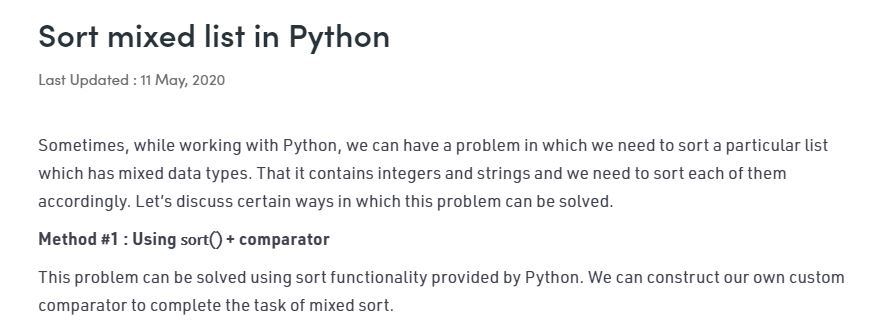 Sort mixed list in Python
Last Updated : 11 May, 2020
Sometimes, while working with Python, we can have a problem in which we need to sort a particular list
which has mixed data types. That it contains integers and strings and we need to sort each of them
accordingly. Let’s discuss certain ways in which this problem can be solved.
Method #1 : Using sort() + comparator
This problem can be solved using sort functionality provided by Python. We can construct our own custom
comparator to complete the task of mixed sort.